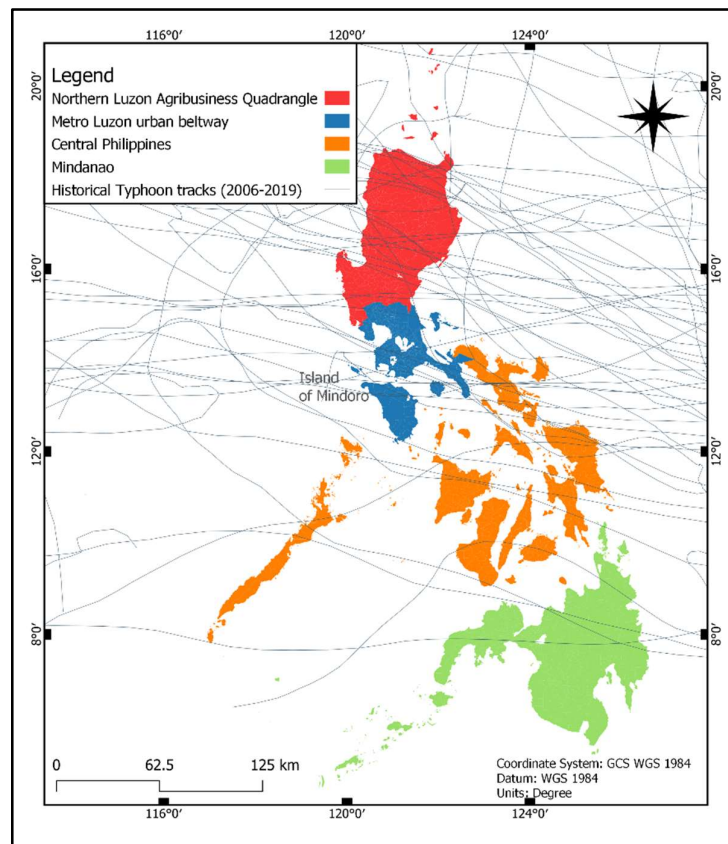 116°0′ 120°0′ 124°0′
Legend
Northern Luzon Agribusiness Quadrangle
Metro Luzon urban beltway
Central Philippines
Mindanao
Historical Typhoon tracks (2006-2019)
20°0′ 20°0′
16°0′ 16°0′
Island
of Mindoro
12°0′ 12°0′
8°0′ 8°0′
0 62.5 125 km
Coordinate System: GCS WGS 1984
Datum: WGS 1984
Units: Degree
116°0′ 120°0′ 124°0′